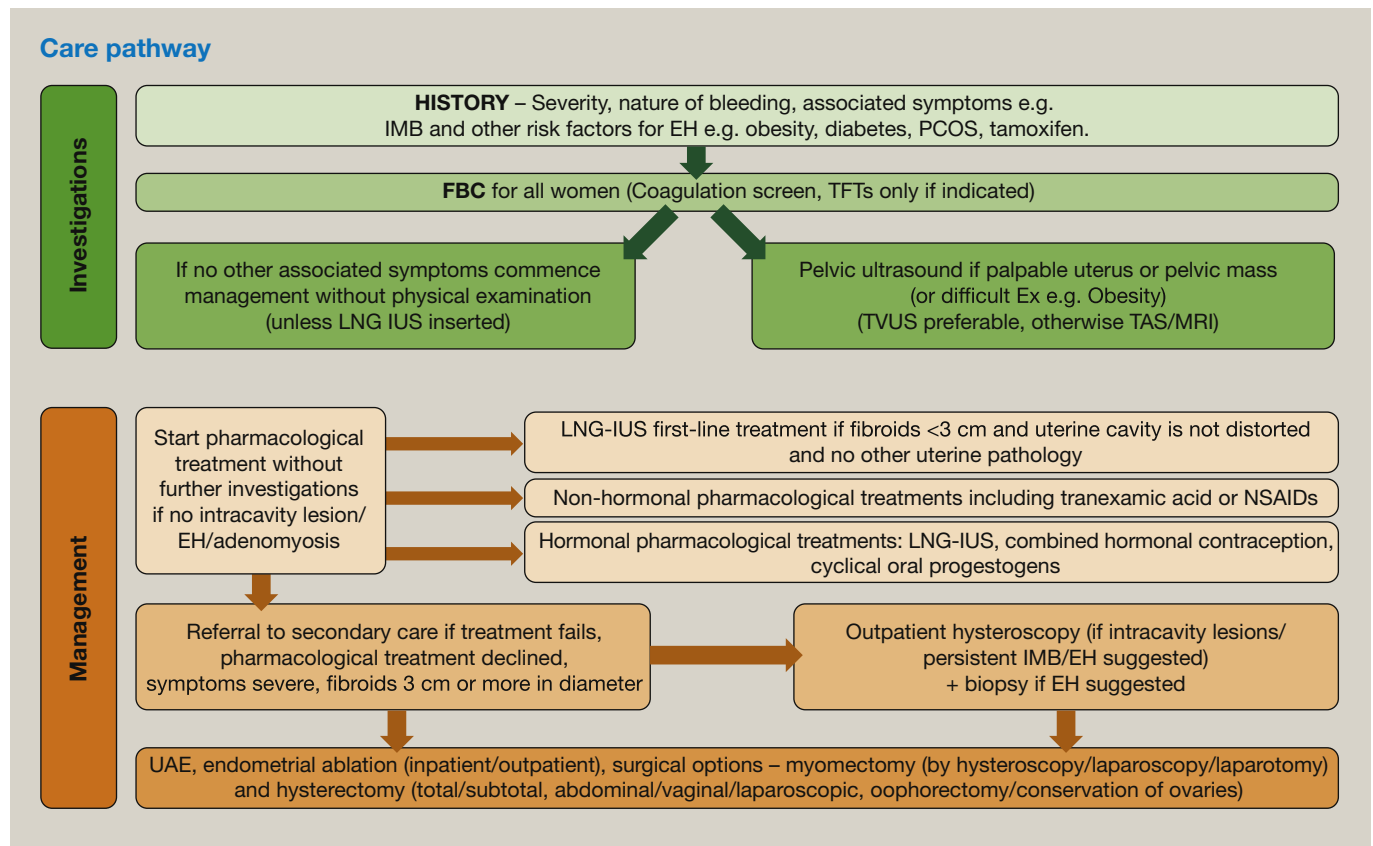 Care pathway
Investigations
HISTORY – Severity, nature of bleeding, associated symptoms e.g.
IMB and other risk factors for EH e.g. obesity, diabetes, PCOS, tamoxifen.
FBC for all women (Coagulation screen, TFTs only if indicated)
If no other associated symptoms commence
management without physical examination
(unless LNG IUS inserted)
Pelvic ultrasound if palpable uterus or pelvic mass
(or difficult Ex e.g. Obesity)
(TVUS preferable, otherwise TAS/MRI)
Management
Start pharmacological
treatment without
further investigations
if no intracavity lesion/
EH/adenomyosis
LNG-IUS first-line treatment if fibroids <3 cm and uterine cavity is not distorted
and no other uterine pathology
Non-hormonal pharmacological treatments including tranexamic acid or NSAIDs
Hormonal pharmacological treatments: LNG-IUS, combined hormonal contraception,
cyclical oral progestogens
Referral to secondary care if treatment fails,
pharmacological treatment declined,
symptoms severe, fibroids 3 cm or more in diameter
Outpatient hysteroscopy (if intracavity lesions/
persistent IMB/EH suggested)
+ biopsy if EH suggested
UAE, endometrial ablation (inpatient/outpatient), surgical options – myomectomy (by hysteroscopy/laparoscopy/laparotomy)
and hysterectomy (total/subtotal, abdominal/vaginal/laparoscopic, oophorectomy/conservation of ovaries)